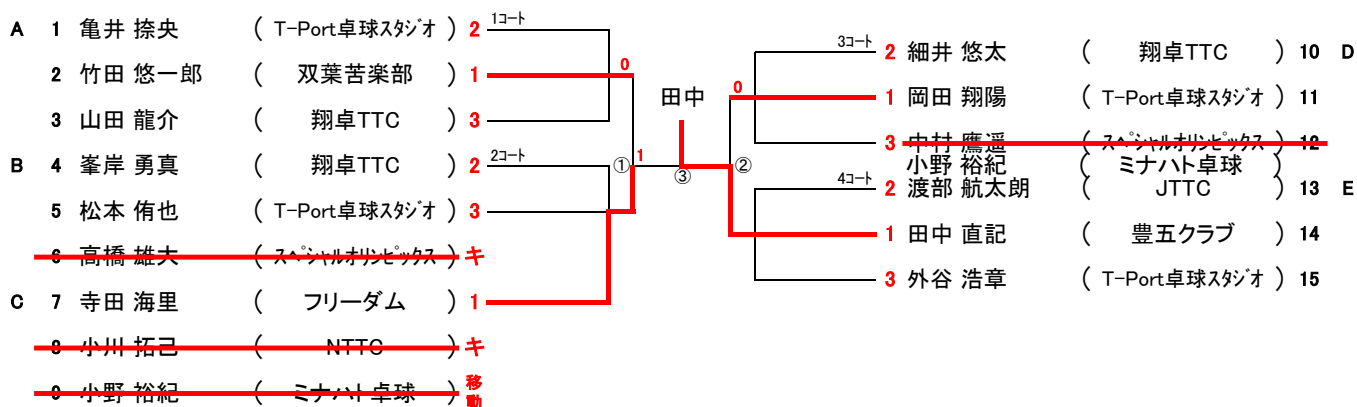 A 1 亀井 捺央 ( T-Port卓球スタジオ ) 2 1コート
2 竹田 悠一郎 ( 双葉苦楽部 ) 1 0
3 山田 龍介 ( 翔卓TTC ) 3
B 4 峯岸 勇真 ( 翔卓TTC ) 2 2コート ① 1
5 松本 侑也 ( T-Port卓球スタジオ ) 3
6 高橋 雄大 ( スペシャルオリンピックス ) キ
C 7 寺田 海里 ( フリーダム ) 1
8 小川 拓己 ( NTTC ) キ
9 小野 裕紀 ( ミナハト卓球 ) 移動
田中
③
3コート 2 細井 悠太 ( 翔卓TTC ) 10 D
0 1 岡田 翔陽 ( T-Port卓球スタジオ ) 11
3 中村 鷹遥 ( スペシャルオリンピックス ) 12
② 小野 裕紀 ( ミナハト卓球 )
4コート 2 渡部 航太朗 ( JTTC ) 13 E
1 田中 直記 ( 豊五クラブ ) 14
3 外谷 浩章 ( T-Port卓球スタジオ ) 15